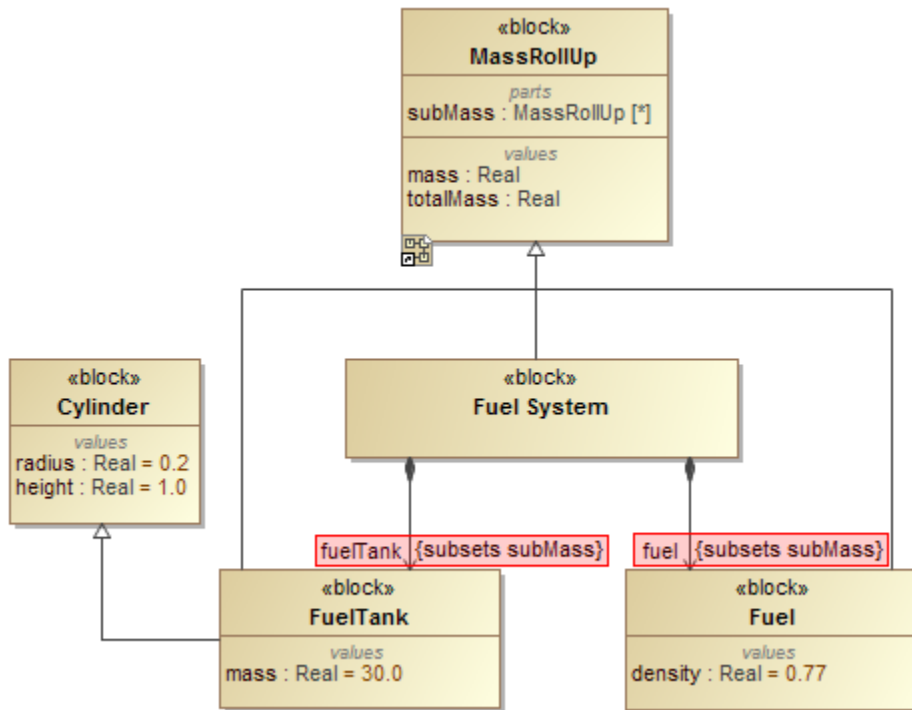 «block»
MassRollUp
parts
subMass : MassRollUp [*]
values
mass : Real
totalMass : Real
«block»
Cylinder
values
radius : Real = 0.2
height : Real = 1.0
«block»
Fuel System
fuelTank {subsets subMass}
fuel {subsets subMass}
«block»
FuelTank
values
mass : Real = 30.0
«block»
Fuel
values
density : Real = 0.77